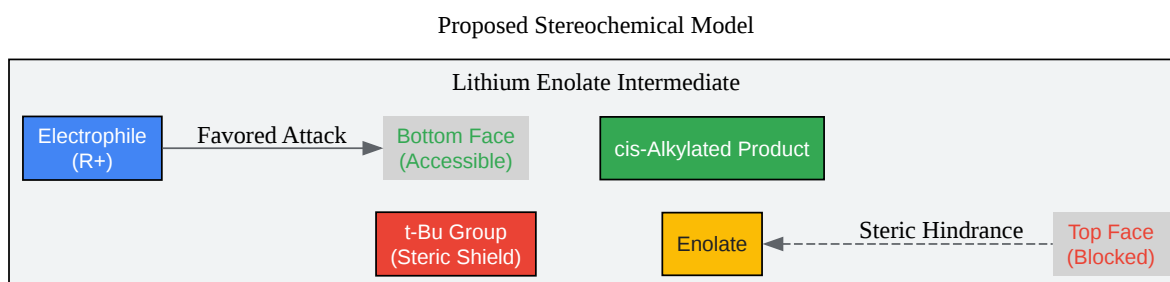 Proposed Stereochemical Model
Lithium Enolate Intermediate
Electrophile
(R+)
Favored Attack
Bottom Face
(Accessible)
cis-Alkylated Product
t-Bu Group
(Steric Shield)
Enolate
Steric Hindrance
Top Face
(Blocked)